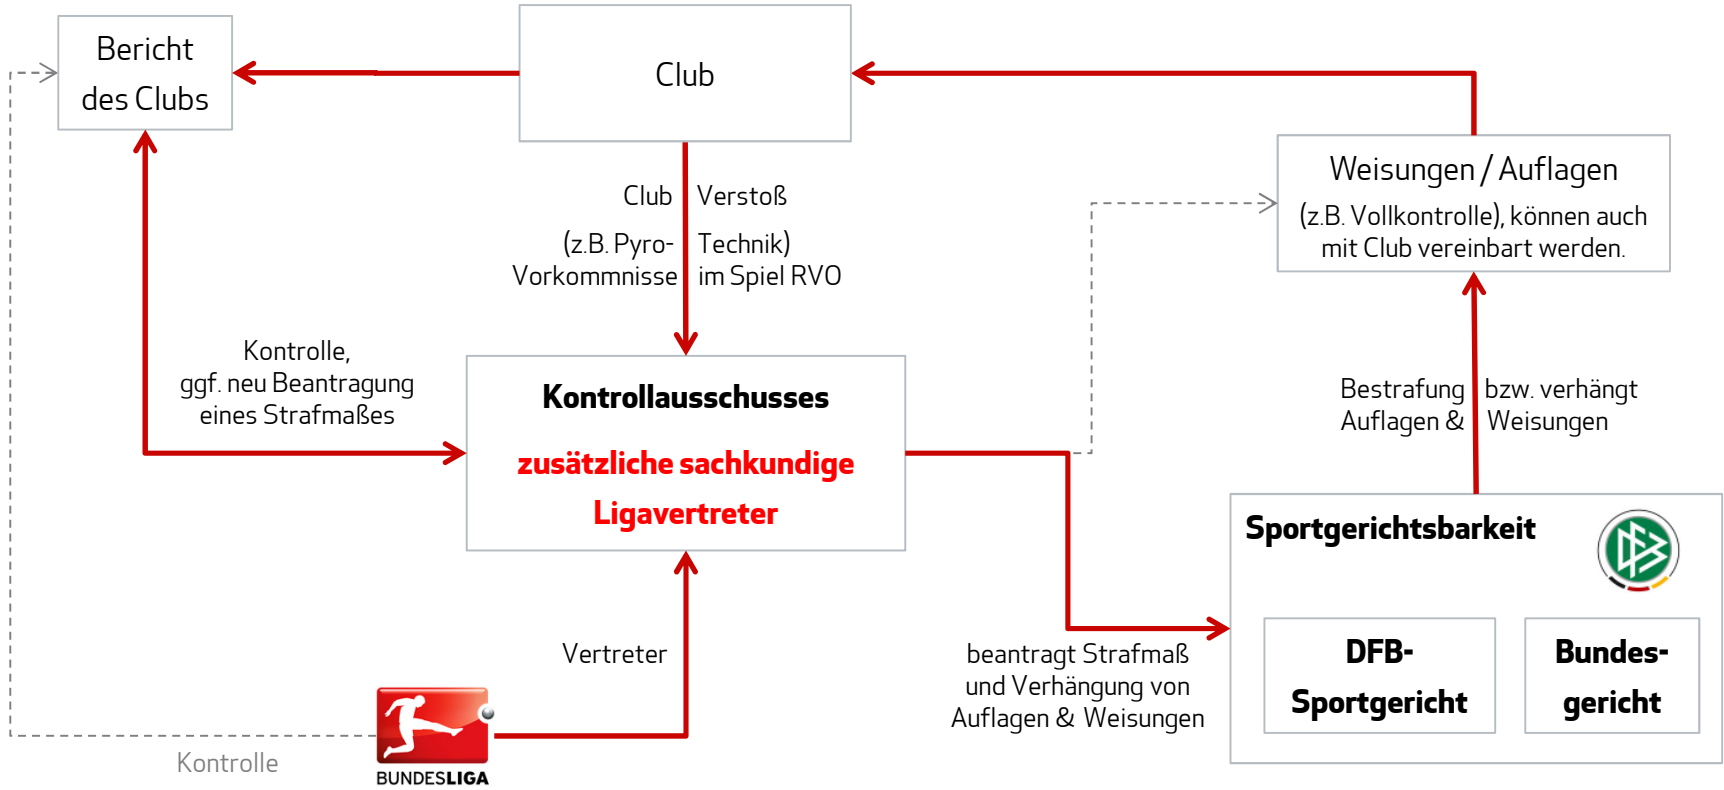 Bericht
des Clubs
Club
Club Verstoß
(z.B. Pyro- Technik)
Vorkommnisse im Spiel RVO
Weisungen / Auflagen
(z.B. Vollkontrolle), können auch
mit Club vereinbart werden.
Kontrolle,
ggf. neu Beantragung
eines Strafmaßes
Kontrollausschusses
zusätzliche sachkundige
Ligavertreter
Bestrafung bzw. verhängt
Auflagen & Weisungen
Sportgerichtsbarkeit
DFB
DFB-
Sportgericht
Bundes-
gericht
Vertreter
beantragt Strafmaß
und Verhängung von
Auflagen & Weisungen
Kontrolle
BUNDESLIGA